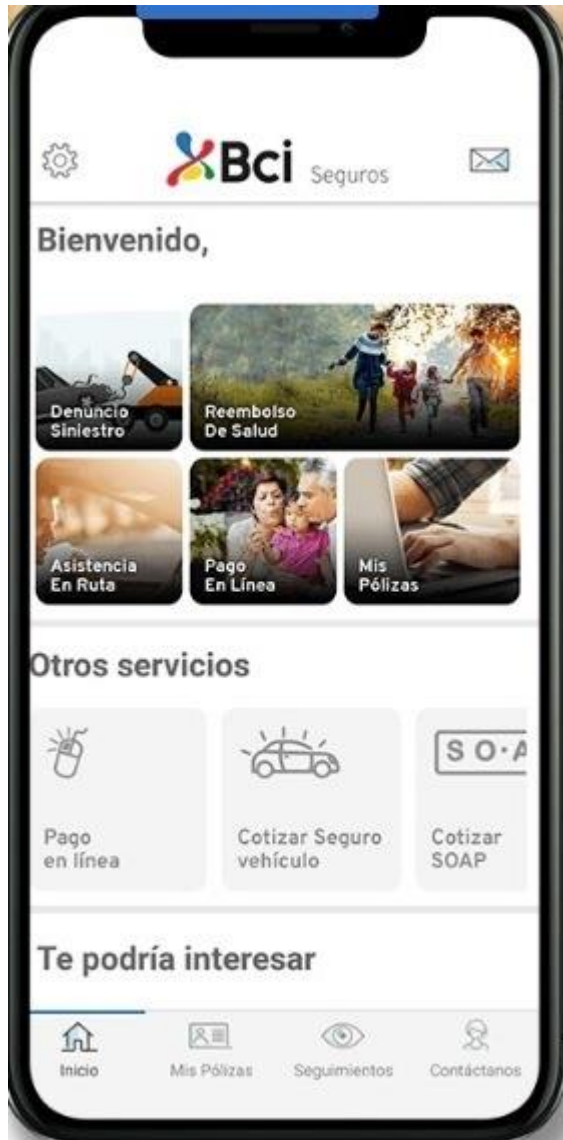 Bci Seguros
Bienvenido,
Denuncio
Siniestro
Reembolso
De Salud
Asistencia
En Ruta
Pago
En Línea
Mis
Pólizas
Otros servicios
SO·A
Pago
en línea
Cotizar Seguro
vehículo
Cotizar
SOAP
Te podría interesar
Inicio
Mis Pólizas
Seguimientos
Contáctanos